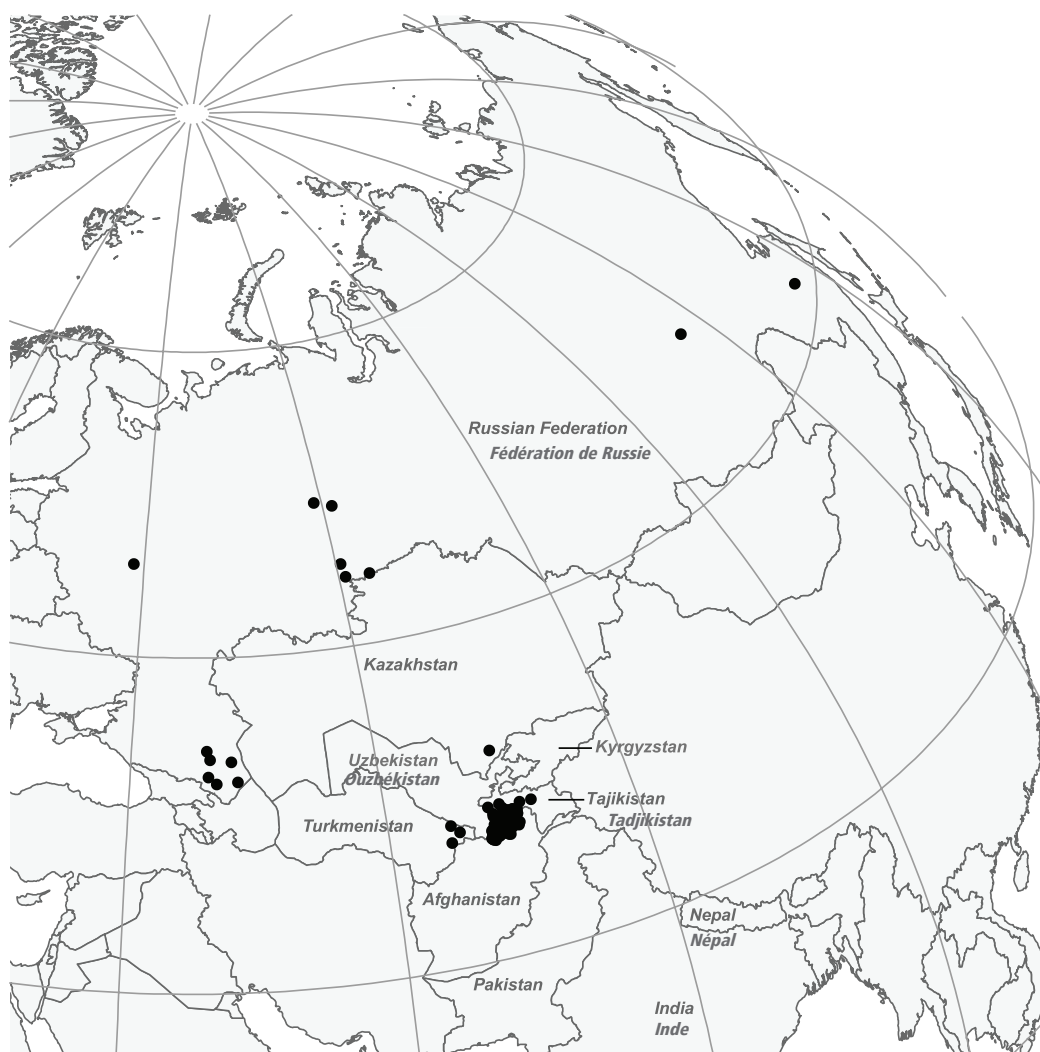 Russian Federation
Fédération de Russie
Kazakhstan
Kyrgyzstan
Uzbekistan
Ouzbékistan
Tajikistan
Tadjikistan
Turkmenistan
Afghanistan
Nepal
Népal
Pakistan
India
Inde